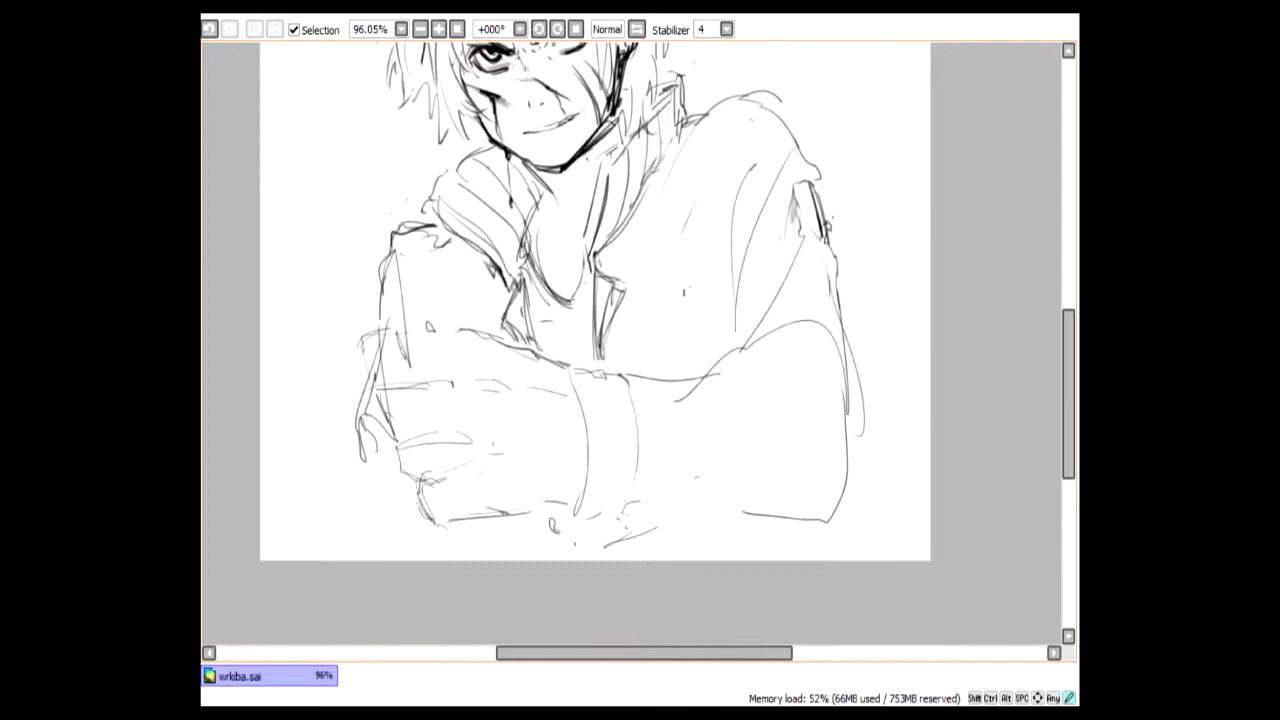 Selection 96.05% +000° Normal Stabilizer 4
wrkiba.sai 96%
Memory load: 52% (66MB used / 753MB reserved) Shift Ctrl Alt SPC Any